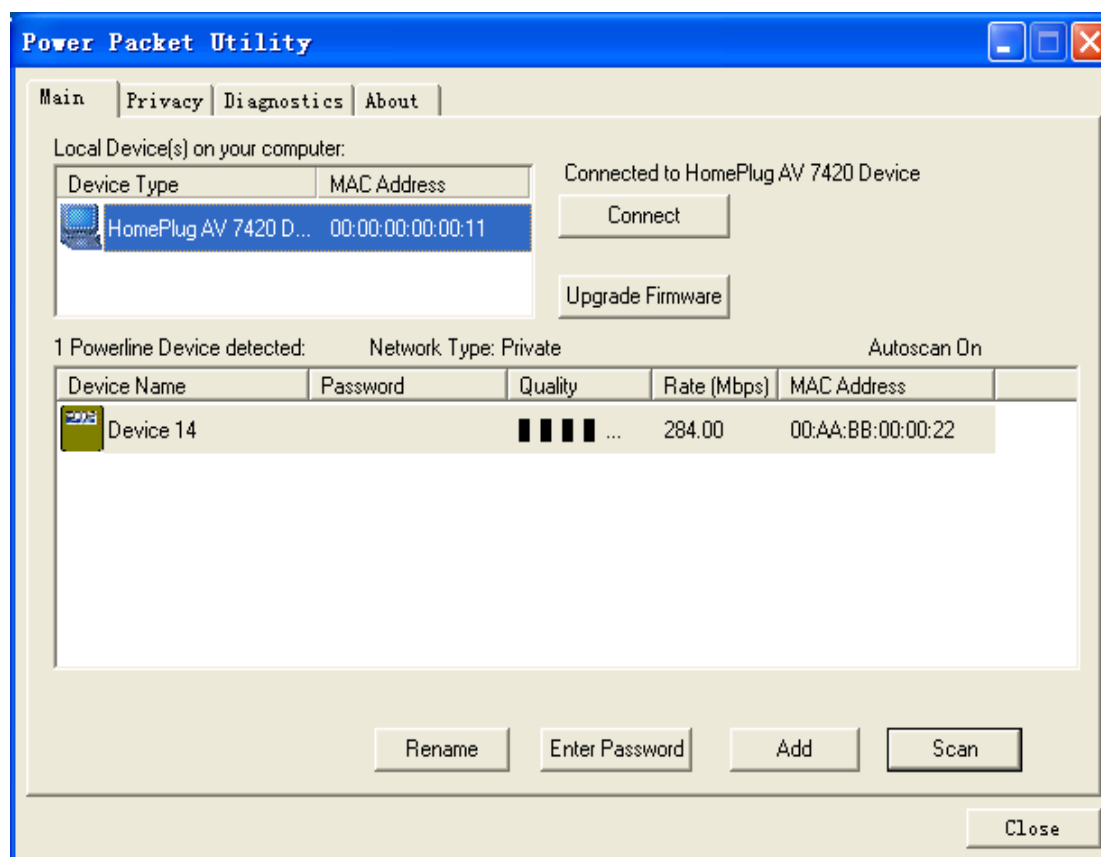 Power Packet Utility
Main Privacy Diagnostics About
Local Device(s) on your computer:
Device Type MAC Address
HomePlug AV 7420 D... 00:00:00:00:00:11
Connected to HomePlug AV 7420 Device
Connect
Upgrade Firmware
1 Powerline Device detected: Network Type: Private Autoscan On
Device Name Password Quality Rate (Mbps) MAC Address
Device 14 ... 284.00 00:AA:BB:00:00:22
Rename Enter Password Add Scan
Close